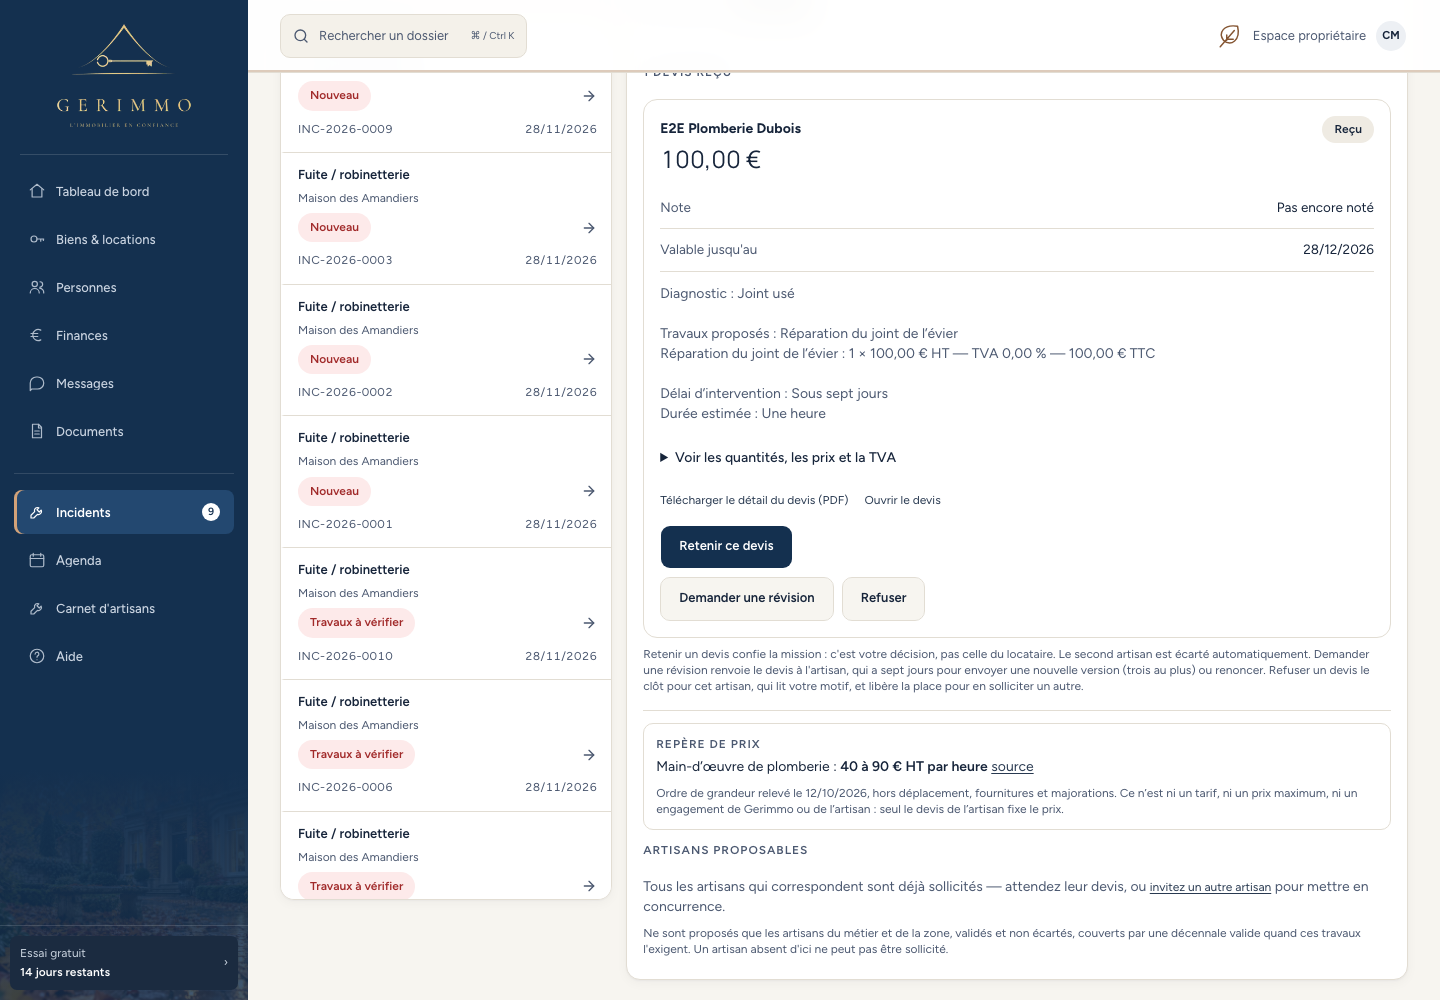 GERIMMO
L'IMMOBILIER EN CONFIANCE
Tableau de bord
Biens & locations
Personnes
Finances
Messages
Documents
Incidents
9
Agenda
Carnet d'artisans
Aide
Essai gratuit
14 jours restants
›
Rechercher un dossier
⌘ / Ctrl K
Espace propriétaire
CM
Nouveau
INC-2026-0009 28/11/2026
Fuite / robinetterie
Maison des Amandiers
Nouveau
INC-2026-0003 28/11/2026
Fuite / robinetterie
Maison des Amandiers
Nouveau
INC-2026-0002 28/11/2026
Fuite / robinetterie
Maison des Amandiers
Nouveau
INC-2026-0001 28/11/2026
Fuite / robinetterie
Maison des Amandiers
Travaux à vérifier
INC-2026-0010 28/11/2026
Fuite / robinetterie
Maison des Amandiers
Travaux à vérifier
INC-2026-0006 28/11/2026
Fuite / robinetterie
Maison des Amandiers
Travaux à vérifier
1 DEVIS REÇU
E2E Plomberie Dubois
Reçu
100,00 €
Note Pas encore noté
Valable jusqu'au 28/12/2026
Diagnostic : Joint usé
Travaux proposés : Réparation du joint de l'évier
Réparation du joint de l'évier : 1 × 100,00 € HT — TVA 0,00 % — 100,00 € TTC
Délai d'intervention : Sous sept jours
Durée estimée : Une heure
Voir les quantités, les prix et la TVA
Télécharger le détail du devis (PDF) Ouvrir le devis
Retenir ce devis
Demander une révision Refuser
Retenir un devis confie la mission : c'est votre décision, pas celle du locataire. Le second artisan est écarté automatiquement. Demander
une révision renvoie le devis à l'artisan, qui a sept jours pour envoyer une nouvelle version (trois au plus) ou renoncer. Refuser un devis le
clôt pour cet artisan, qui lit votre motif, et libère la place pour en solliciter un autre.
REPÈRE DE PRIX
Main-d'œuvre de plomberie : 40 à 90 € HT par heure source
Ordre de grandeur relevé le 12/10/2026, hors déplacement, fournitures et majorations. Ce n'est ni un tarif, ni un prix maximum, ni un
engagement de Gerimmo ou de l'artisan : seul le devis de l'artisan fixe le prix.
ARTISANS PROPOSABLES
Tous les artisans qui correspondent sont déjà sollicités — attendez leur devis, ou invitez un autre artisan pour mettre en
concurrence.
Ne sont proposés que les artisans du métier et de la zone, validés et non écartés, couverts par une décennale valide quand ces travaux
l'exigent. Un artisan absent d'ici ne peut pas être sollicité.